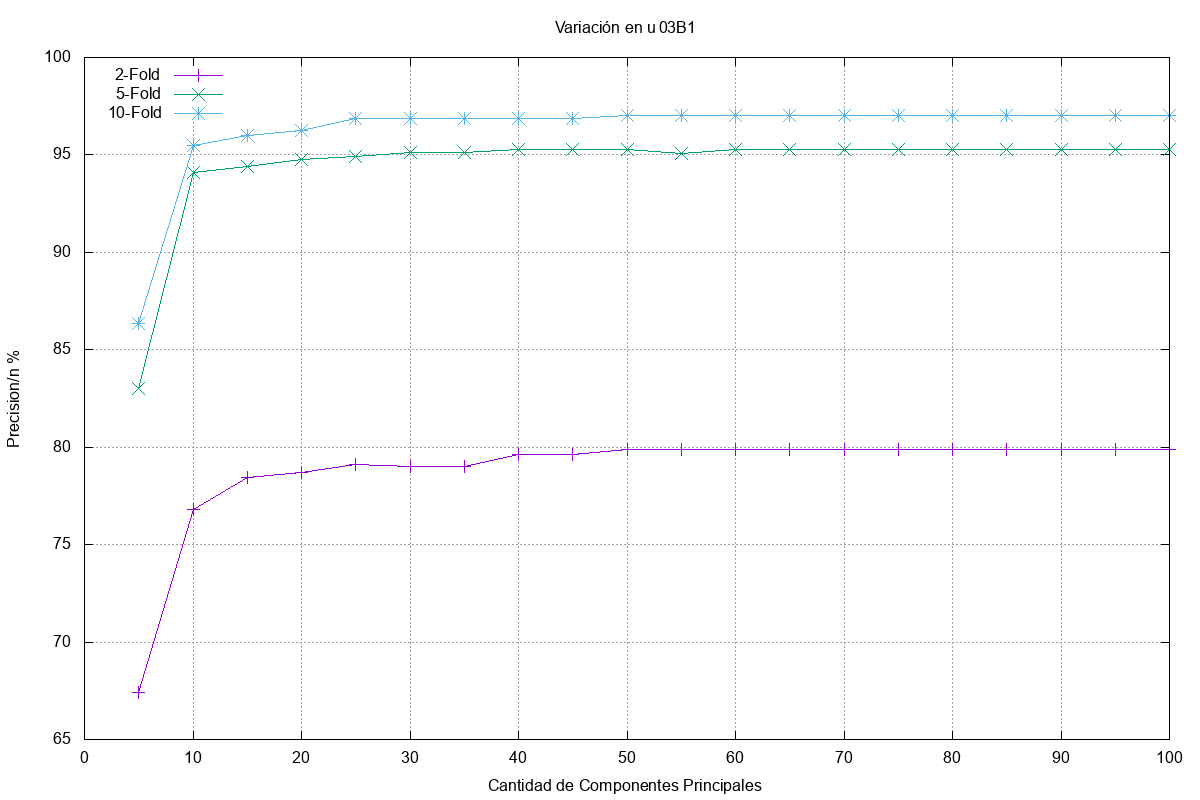 Variación en u 03B1
2-Fold
5-Fold
10-Fold
100
95
90
85
80
75
70
65
Precision/n %
0 10 20 30 40 50 60 70 80 90 100
Cantidad de Componentes Principales